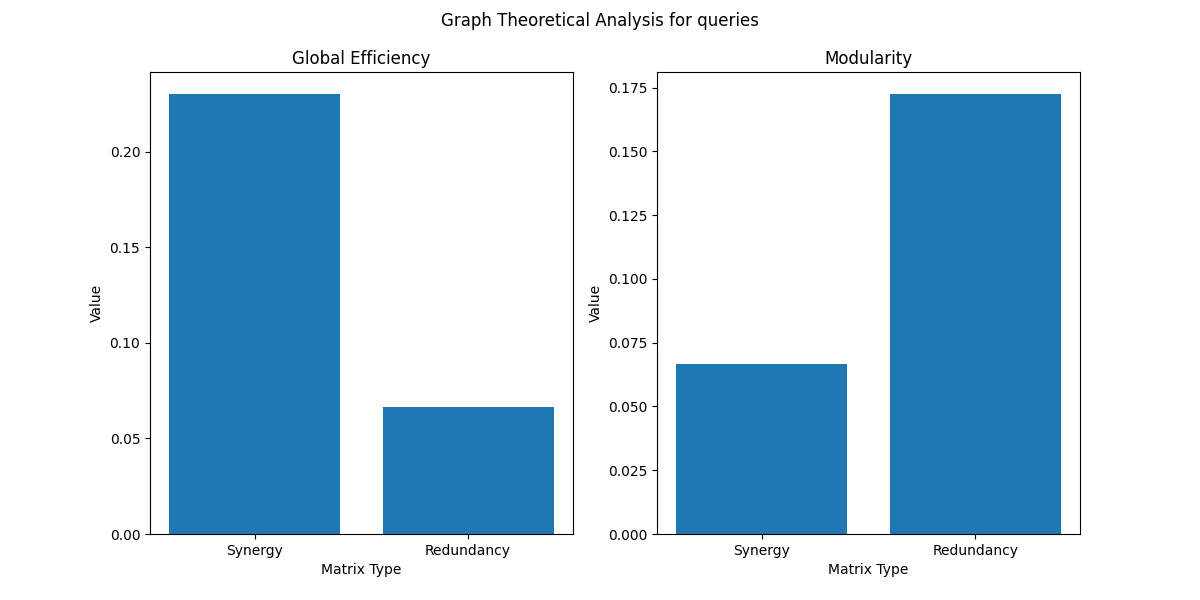 Graph Theoretical Analysis for queries
Global Efficiency
Value
0.20
0.15
0.10
0.05
0.00
Synergy
Redundancy
Matrix Type
Modularity
Value
0.175
0.150
0.125
0.100
0.075
0.050
0.025
0.000
Synergy
Redundancy
Matrix Type